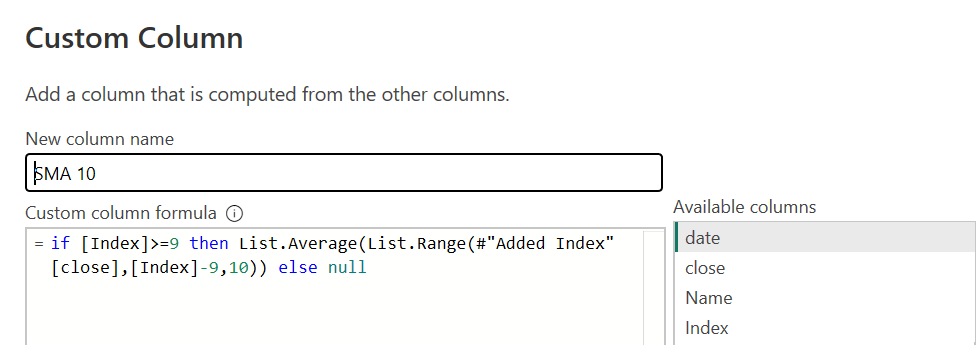 Custom Column
Add a column that is computed from the other columns.
New column name
SMA 10
Custom column formula
Available columns
= if [Index]>=9 then List.Average(List.Range(#"Added Index"
[close],[Index]-9,10)) else null
date
close
Name
Index